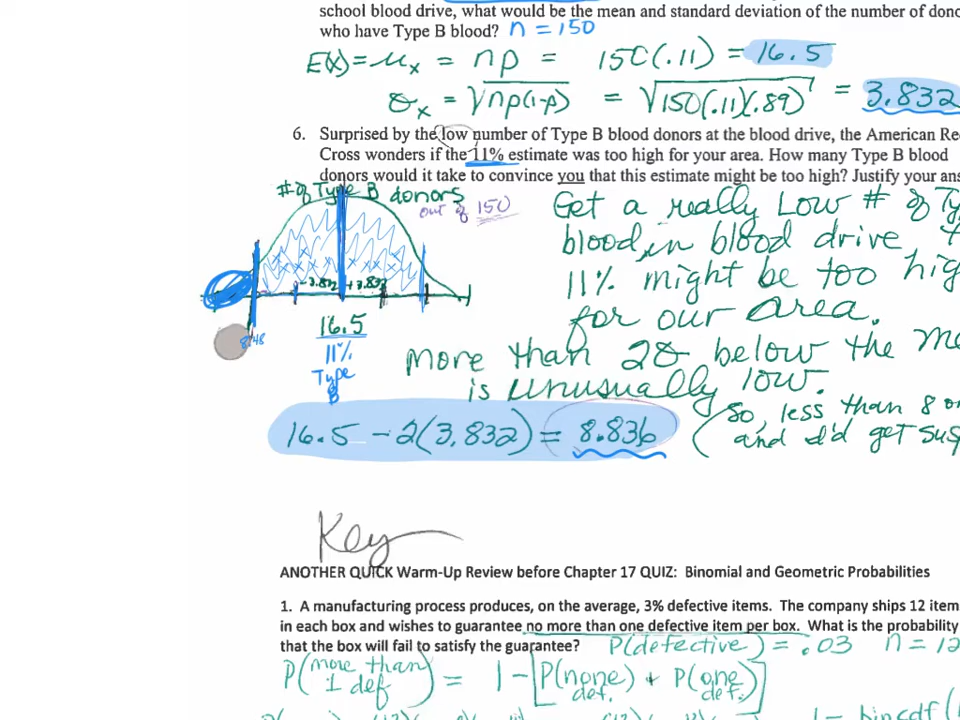 school blood drive, what would be the mean and standard deviation of the number of dono
who have Type B blood? n = 150
E(x) = μx = np = 150(.11) = 16.5
σx = √np(1-p) = √150(.11)(.89) = 3.832
6. Surprised by the low number of Type B blood donors at the blood drive, the American Re
Cross wonders if the 11% estimate was too high for your area. How many Type B blood
donors would it take to convince you that this estimate might be too high? Justify your ans
# of Type B donors
out of 150
Get a really Low # of Ty
blood, in blood drive, t
11% might be too hig
for our area.
-3.832 +3.832
16.5
11%
Type
B
More than 2σ below the me
is unusually low.
16.5 - 2(3.832) = 8.836
(So, less than 8 o
and I'd get sus
Key
ANOTHER QUICK Warm-Up Review before Chapter 17 QUIZ: Binomial and Geometric Probabilities
1. A manufacturing process produces, on the average, 3% defective items. The company ships 12 item
in each box and wishes to guarantee no more than one defective item per box. What is the probability
that the box will fail to satisfy the guarantee? P(defective) = .03 n = 12
P(more than 1 def) = 1 - [P(none def.) + P(one def.)]
1 - bincdf(